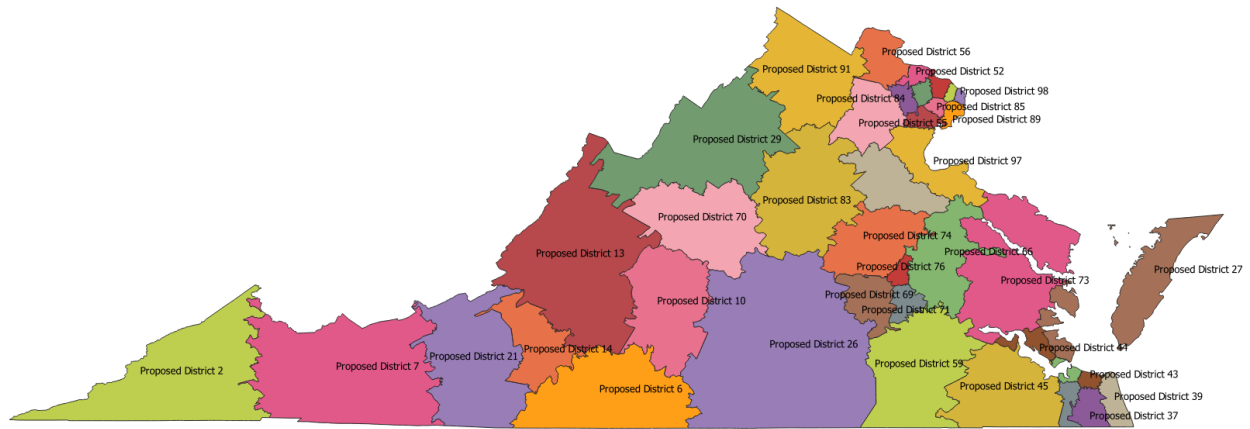 Proposed District 56
Proposed District 91
Proposed District 52
Proposed District 98
Proposed District 84
Proposed District 85
Proposed District 89
Proposed District 55
Proposed District 29
Proposed District 97
Proposed District 83
Proposed District 70
Proposed District 74
Proposed District 13
Proposed District 66
Proposed District 76
Proposed District 27
Proposed District 73
Proposed District 69
Proposed District 10
Proposed District 71
Proposed District 26
Proposed District 14
Proposed District 44
Proposed District 21
Proposed District 7
Proposed District 59
Proposed District 2
Proposed District 43
Proposed District 45
Proposed District 6
Proposed District 39
Proposed District 37